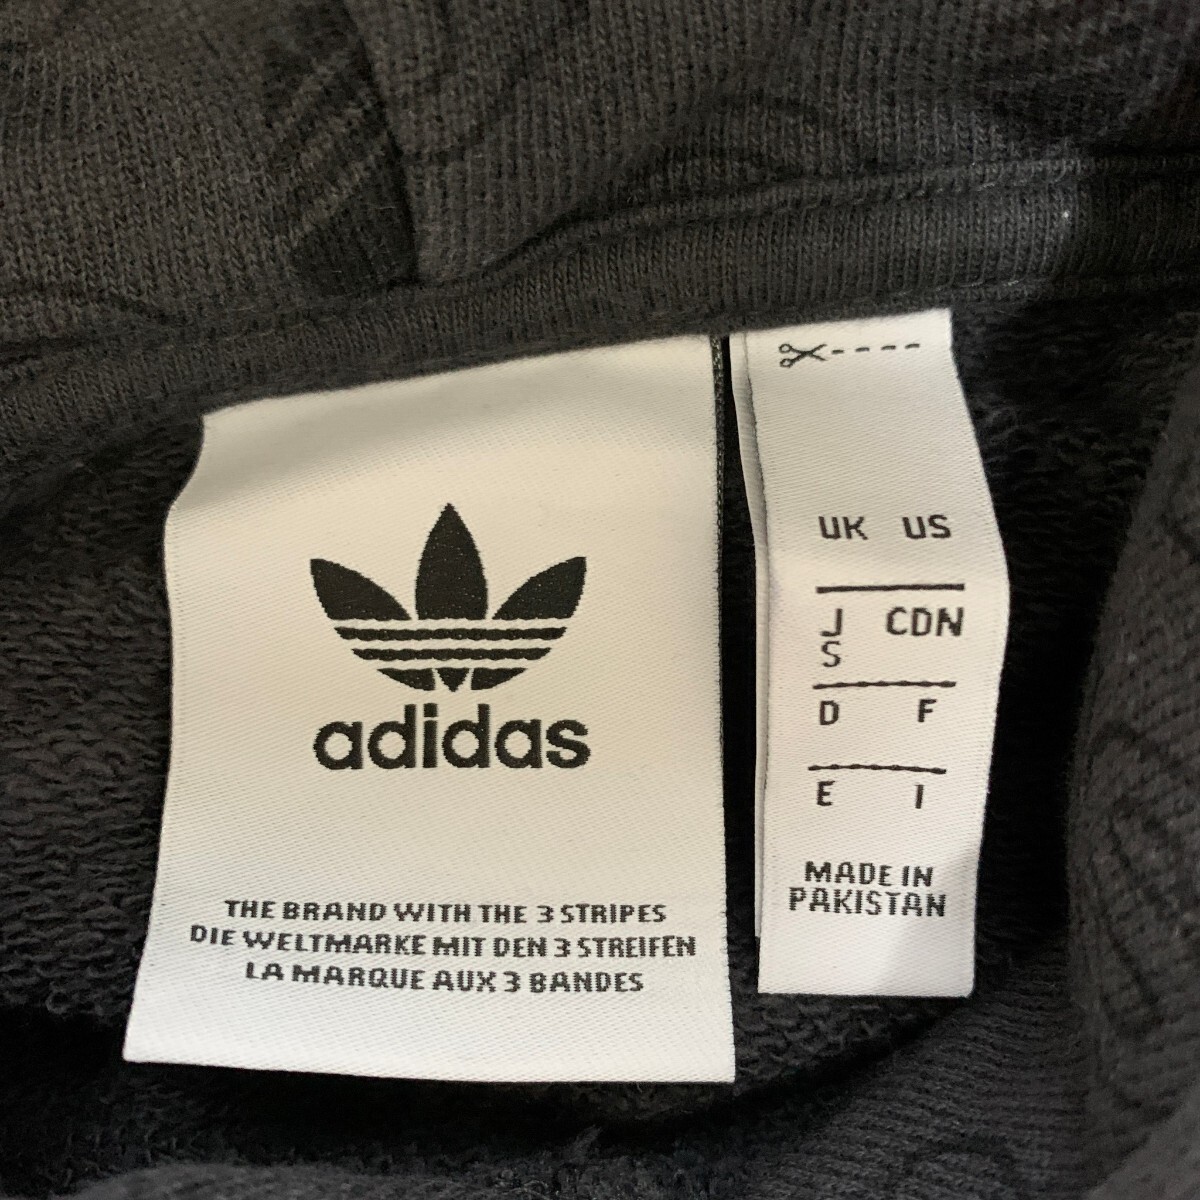 adidas
THE BRAND WITH THE 3 STRIPES
DIE WELTMARKE MIT DEN 3 STREIFEN
LA MARQUE AUX 3 BANDES
UK US
J CDN
S
D F
E I
MADE IN
PAKISTAN